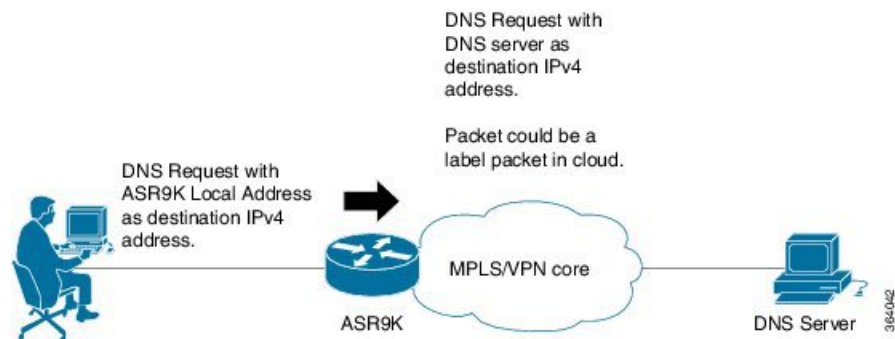 DNS Request with
DNS server as
destination IPv4
address.
Packet could be a
label packet in cloud.
DNS Request with
ASR9K Local Address
as destination IPv4
address.
MPLS/VPN core
ASR9K
DNS Server
364042